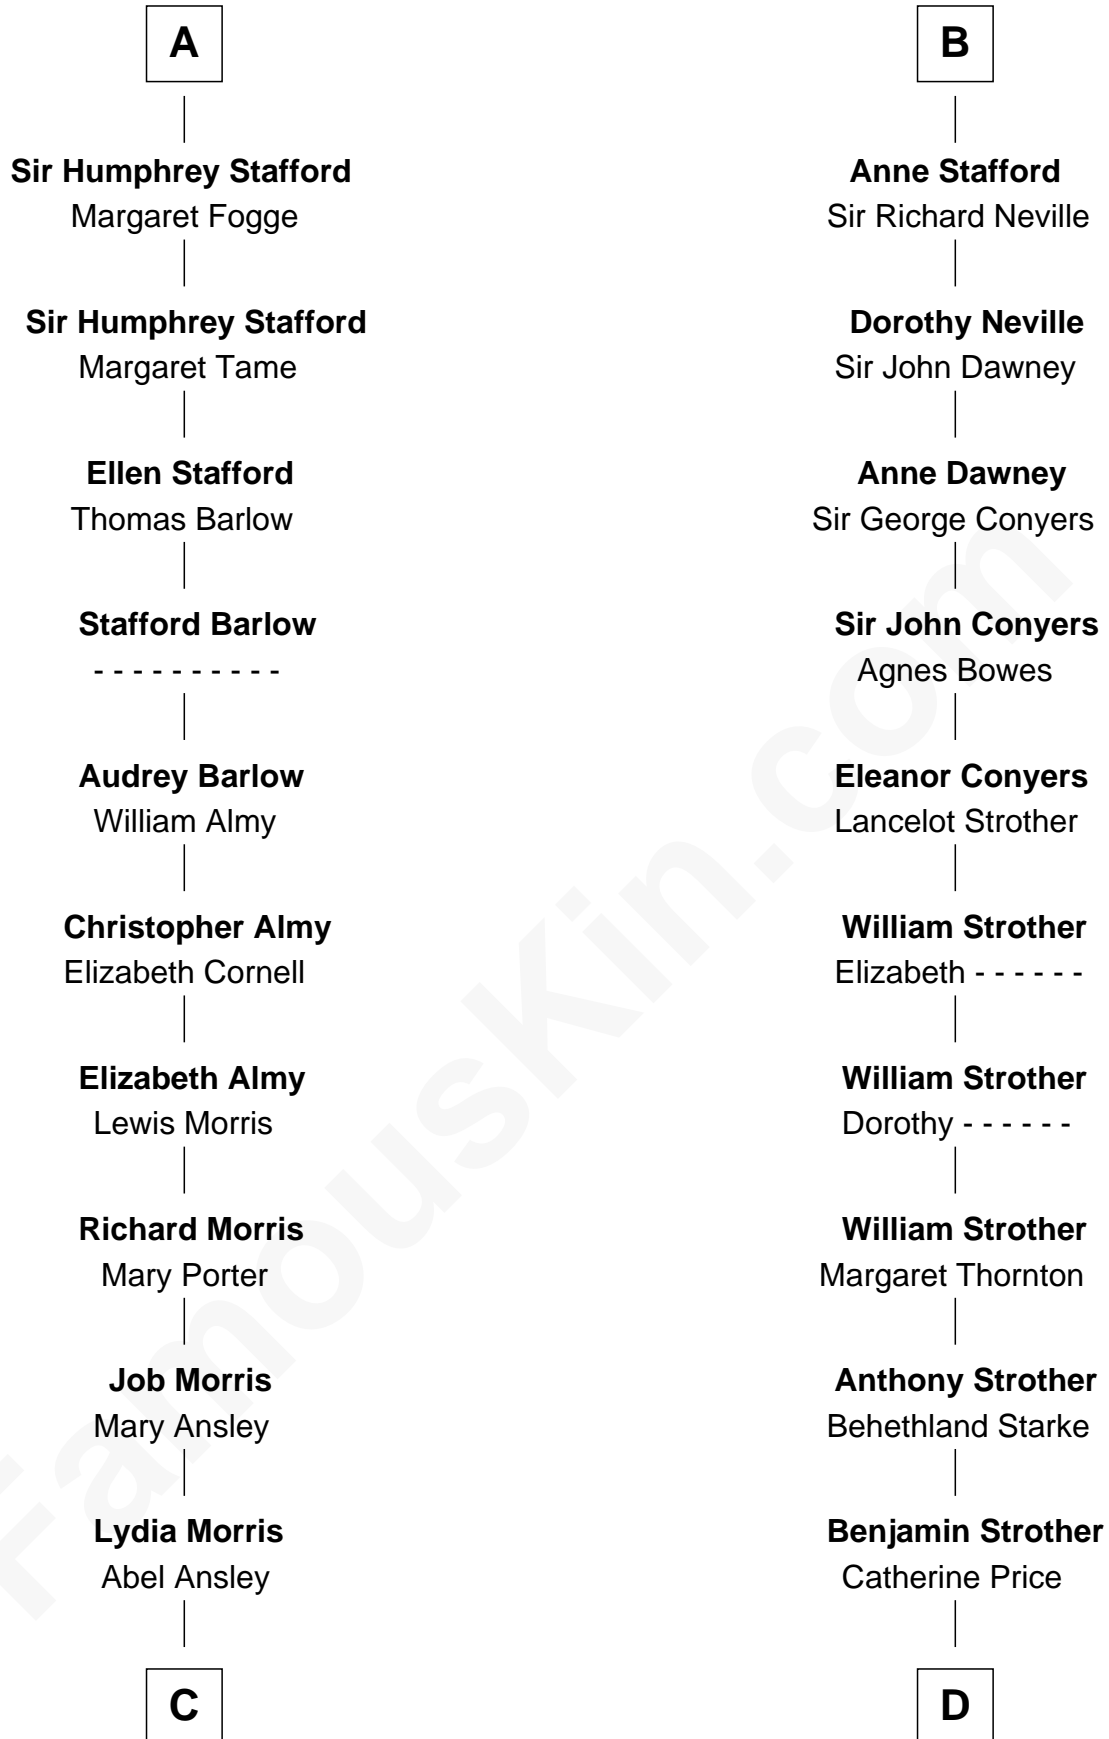 A
Sir Humphrey Stafford
Margaret Fogge
Sir Humphrey Stafford
Margaret Tame
Ellen Stafford
Thomas Barlow
Stafford Barlow
- - - - - - - - - -
Audrey Barlow
William Almy
Christopher Almy
Elizabeth Cornell
Elizabeth Almy
Lewis Morris
Richard Morris
Mary Porter
Job Morris
Mary Ansley
Lydia Morris
Abel Ansley
C
B
Anne Stafford
Sir Richard Neville
Dorothy Neville
Sir John Dawney
Anne Dawney
Sir George Conyers
Sir John Conyers
Agnes Bowes
Eleanor Conyers
Lancelot Strother
William Strother
Elizabeth - - - - - -
William Strother
Dorothy - - - - - -
William Strother
Margaret Thornton
Anthony Strother
Behethland Starke
Benjamin Strother
Catherine Price
D
FamousKin.com